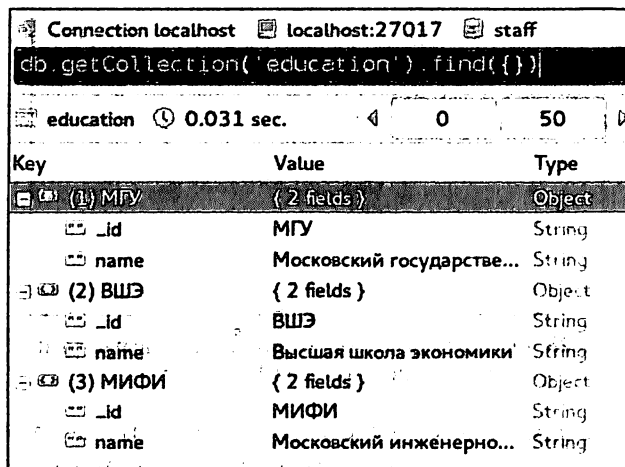 Connection localhost localhost:27017 staff
db.getCollection('education').find({})
education 0.031 sec. 0 50
Key Value Type
(1) МГУ { 2 fields } Object
_id МГУ String
name Московский государстве... String
(2) ВШЭ { 2 fields } Object
_id ВШЭ String
name Высшая школа экономики String
(3) МИФИ { 2 fields } Object
_id МИФИ String
name Московский инженерно... String